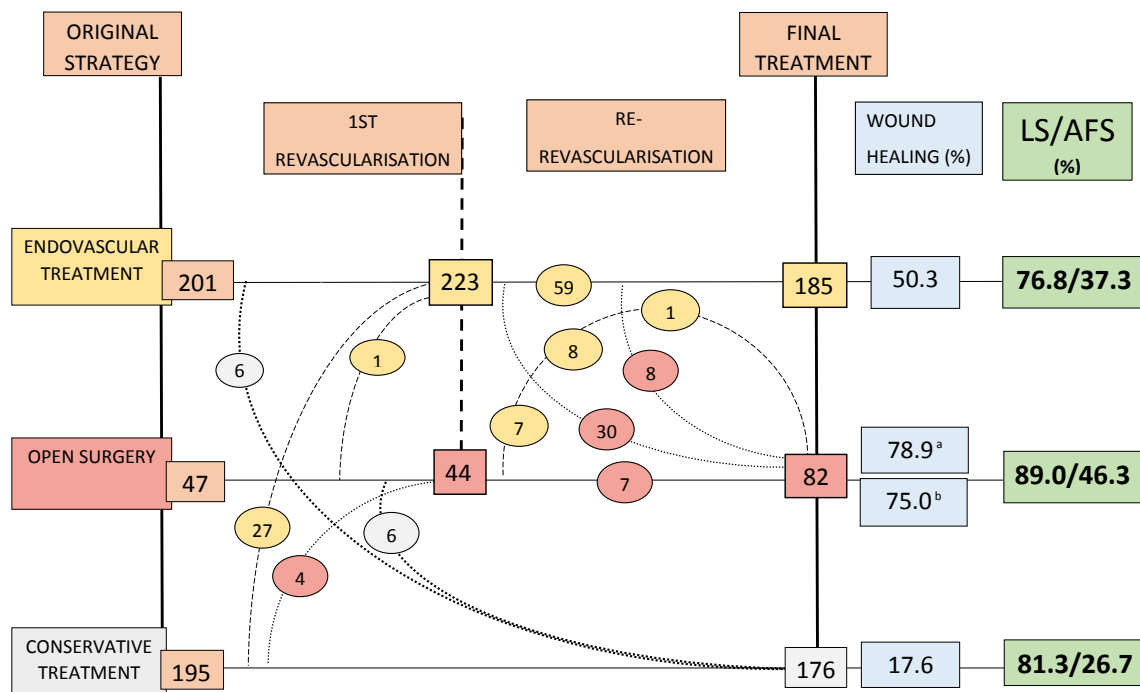 ORIGINAL
STRATEGY
FINAL
TREATMENT
1ST
REVASCULARISATION
RE-
REVASCULARISATION
WOUND
HEALING (%)
LS/AFS
(%)
ENDOVASCULAR
TREATMENT
201
223
59
185
50.3
76.8/37.3
1
8
1
6
8
7
30
OPEN SURGERY
47
44
7
82
78.9 a
75.0 b
89.0/46.3
27
6
4
CONSERVATIVE
TREATMENT
195
176
17.6
81.3/26.7